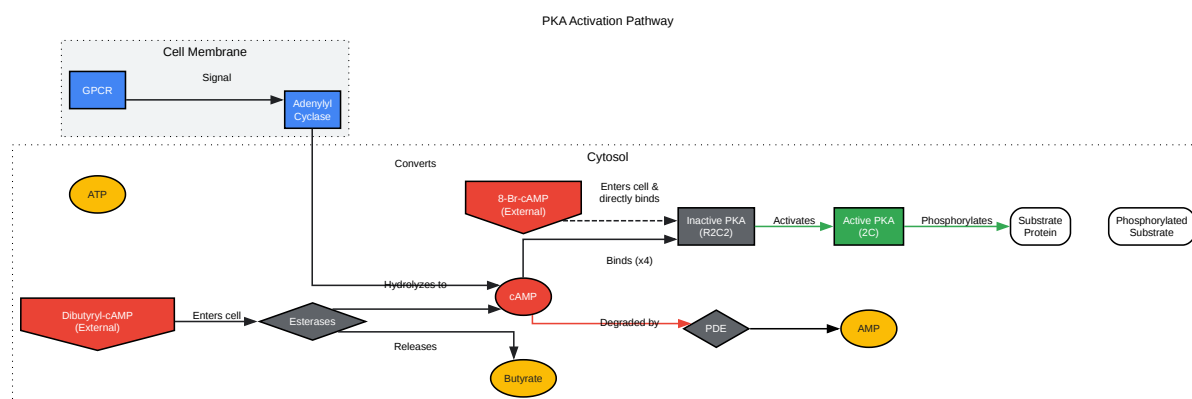 PKA Activation Pathway
Cell Membrane
Signal
GPCR
Adenylyl
Cyclase
Cytosol
Converts
ATP
8-Br-cAMP
(External)
Enters cell &
directly binds
Inactive PKA
(R2C2)
Activates
Active PKA
(2C)
Phosphorylates
Substrate
Protein
Phosphorylated
Substrate
Binds (x4)
Hydrolyzes to
cAMP
Dibutyryl-cAMP
(External)
Enters cell
Esterases
Degraded by
PDE
AMP
Releases
Butyrate